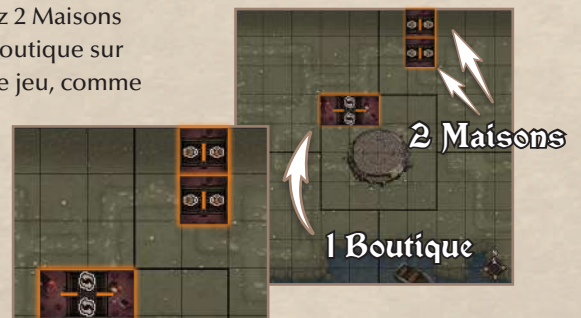 z 2 Maisons
outique sur
e jeu, comme
2 Maisons
1 Boutique